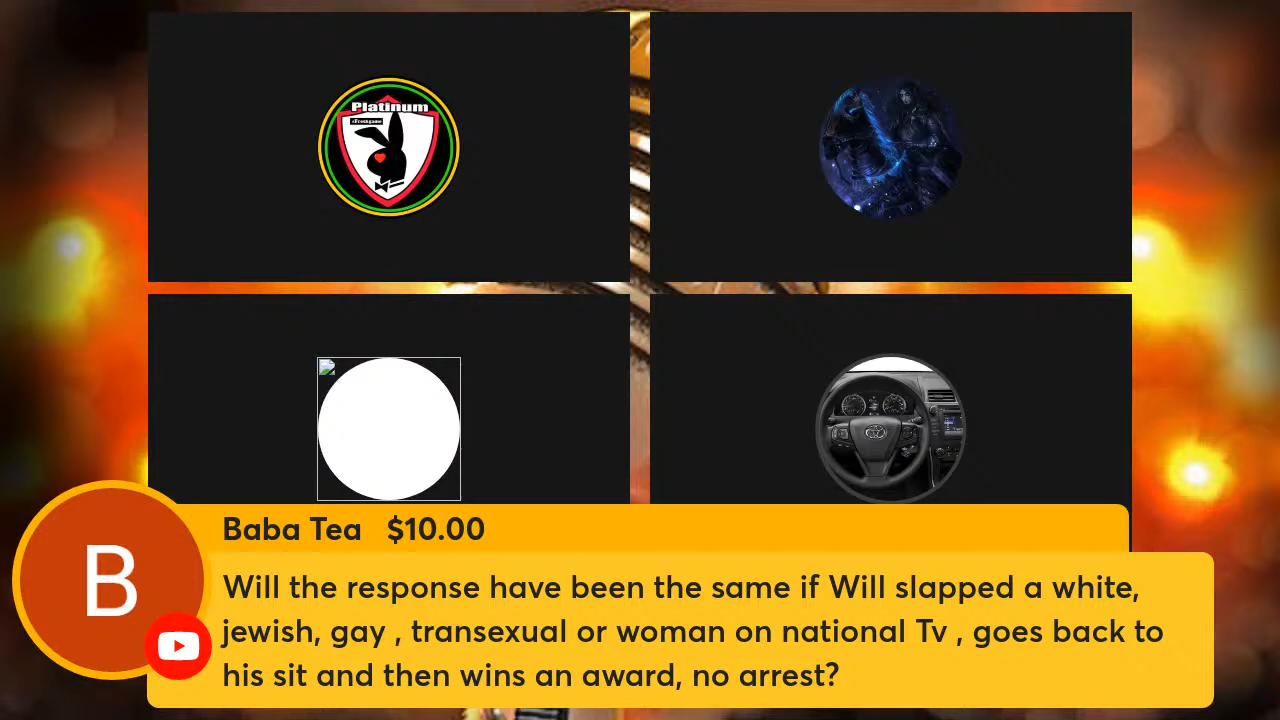 Platinum
Baba Tea $10.00
B
Will the response have been the same if Will slapped a white,
jewish, gay , transexual or woman on national Tv , goes back to
his sit and then wins an award, no arrest?